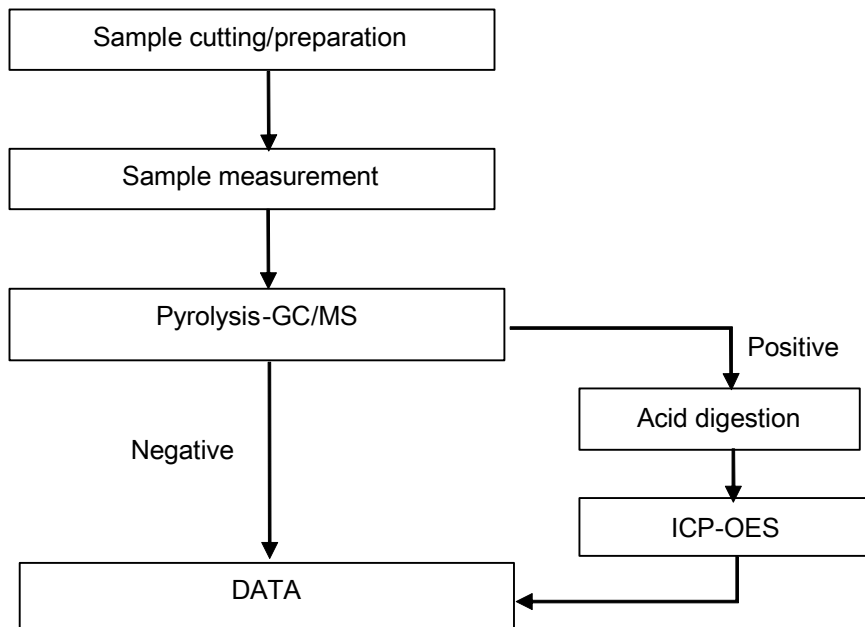 Sample cutting/preparation
Sample measurement
Pyrolysis-GC/MS
Positive
Acid digestion
Negative
ICP-OES
DATA